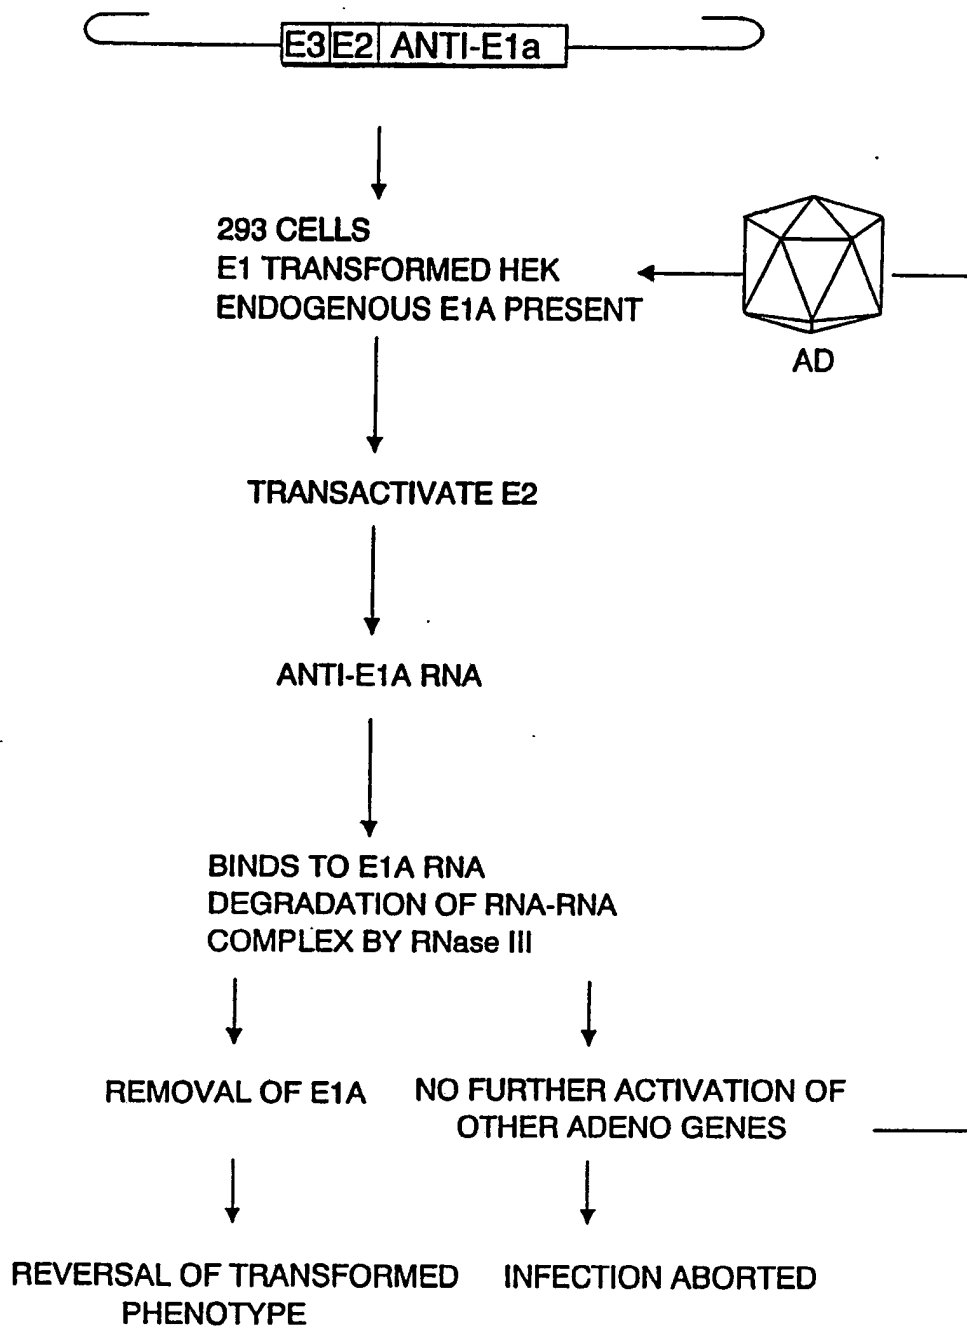 E3 E2 ANTI-E1a
293 CELLS
E1 TRANSFORMED HEK
ENDOGENOUS E1A PRESENT
AD
TRANSACTIVATE E2
ANTI-E1A RNA
BINDS TO E1A RNA
DEGRADATION OF RNA-RNA
COMPLEX BY RNase III
REMOVAL OF E1A
NO FURTHER ACTIVATION OF
OTHER ADENO GENES
REVERSAL OF TRANSFORMED
PHENOTYPE
INFECTION ABORTED